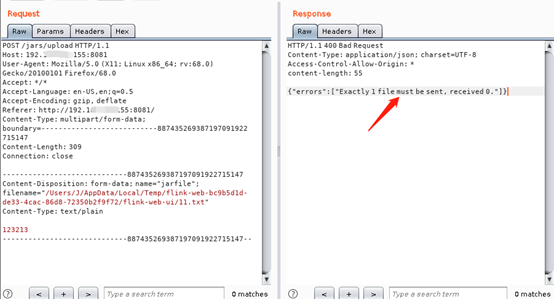 Request
Raw Params Headers Hex
POST /jars/upload HTTP/1.1
Host: 192. 155:8081
User-Agent: Mozilla/5.0 (X11; Linux x86_64; rv:68.0)
Gecko/20100101 Firefox/68.0
Accept: */*
Accept-Language: en-US,en;q=0.5
Accept-Encoding: gzip, deflate
Referer: http://192.1 .55:8081/
Content-Type: multipart/form-data;
boundary=---------------------------887435269387197091922
715147
Content-Length: 309
Connection: close
-----------------------------887435269387197091922715147
Content-Disposition: form-data; name="jarfile";
filename="/Users/J/AppData/Local/Temp/flink-web-bc9b5d1d-
de33-4cac-86d8-72350b2f9f72/flink-web-ui/11.txt"
Content-Type: text/plain
123213
-----------------------------887435269387197091922715147--
? < + > Type a search term 0 matches
Response
Raw Headers Hex
HTTP/1.1 400 Bad Request
Content-Type: application/json; charset=UTF-8
Access-Control-Allow-Origin: *
content-length: 55
{"errors":["Exactly 1 file must be sent, received 0."]}
? < + > Type a search term 0 matches